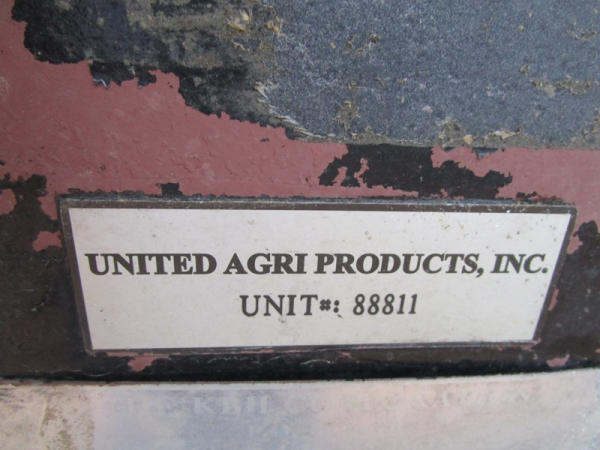 UNITED AGRI PRODUCTS, INC.
UNIT#: 88811